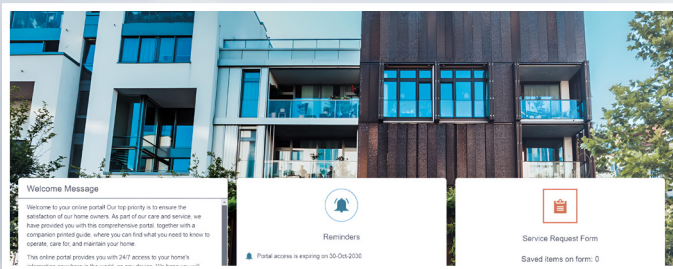 Welcome Message
Welcome to your online portal! Our top priority is to ensure the
satisfaction of our home owners. As part of our care and service, we
have provided you with this comprehensive portal, together with a
companion printed guide, where you can find what you need to know to
operate, care for, and maintain your home.
This online portal provides you with 24/7 access to your home's
Reminders
Portal access is expiring on 30-Oct-2030
Service Request Form
Saved items on form: 0